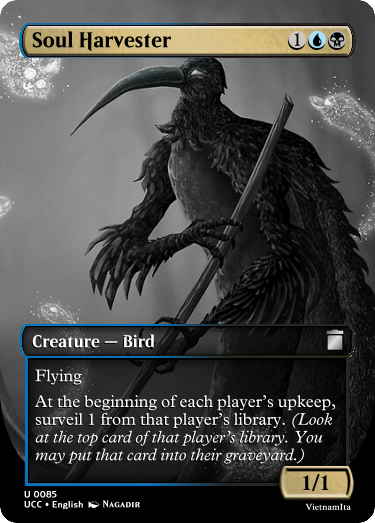 Soul Harvester 1
Creature — Bird
Flying
At the beginning of each player's upkeep,
surveil 1 from that player's library. (Look
at the top card of that player's library. You
may put that card into their graveyard.)
1/1
U 0085
UCC • English Nagadir
VietnamIta